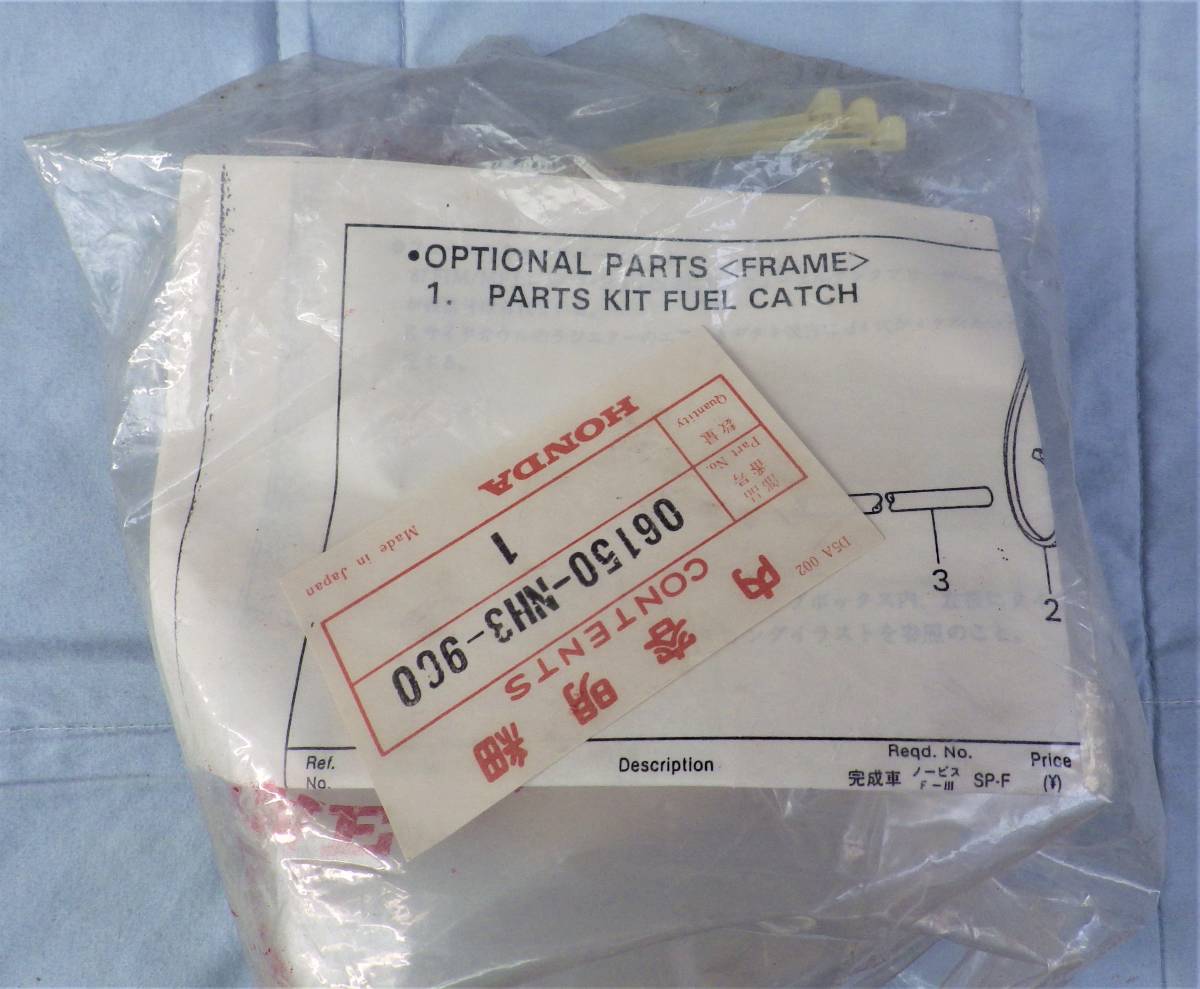 •OPTIONAL PARTS <FRAME>
1. PARTS KIT FUEL CATCH
3
2
Ref.
No.
Description
Reqd. No.
完成車
ノービス
F-III
SP-F
Price
(¥)
D5A 002
内容明細
CONTENTS
部品番号
Part No.
06150-NH3-9C0
数量
Quantity
1
HONDA
Made in Japan